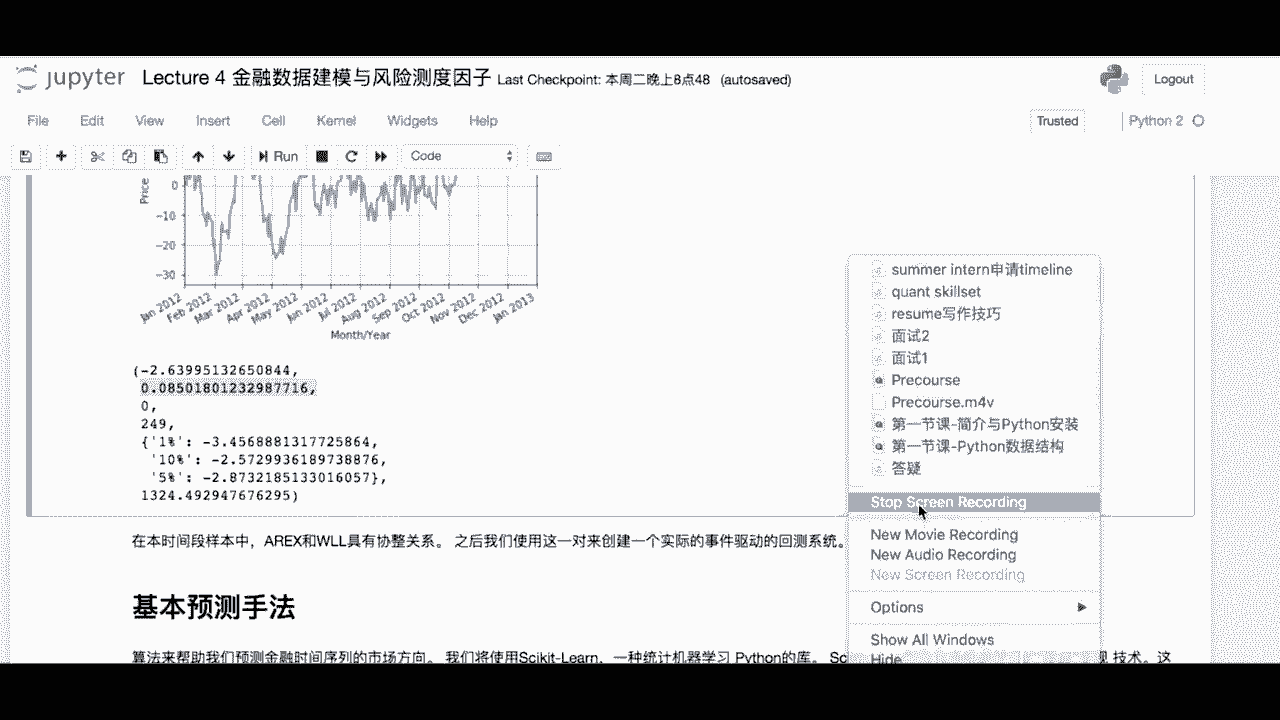 jupyter Lecture 4 金融数据建模与风险测度因子 Last Checkpoint: 本周二晚上8点48 (autosaved) Logout
File Edit View Insert Cell Kernel Widgets Help Trusted Python 2
Run Code
Price
0
−10
−20
−30
Jan 2012 Feb 2012 Mar 2012 Apr 2012 May 2012 Jun 2012 Jul 2012 Aug 2012 Sep 2012 Oct 2012 Nov 2012 Dec 2012 Jan 2013
Month/Year
(-2.63995132650844,
0.08501801232987716,
0,
249,
{'1%': -3.4568881317725864,
'10%': -2.5729936189738876,
'5%': -2.8732185133016057},
1324.492947676295)
在本时间段样本中，AREX和WLL具有协整关系。 之后我们使用这一对来创建一个实际的事件驱动的回测系统。
基本预测手法
算法来帮助我们预测金融时间序列的市场方向。 我们将使用Scikit-Learn、一种统计机器学习 Python的库。 Sc
技术。这
summer intern申请timeline
quant skillset
resume写作技巧
面试2
面试1
Precourse
Precourse.m4v
第一节课-简介与Python安装
第一节课-Python数据结构
答疑
Stop Screen Recording
New Movie Recording
New Audio Recording
New Screen Recording
Options
Show All Windows
Hide